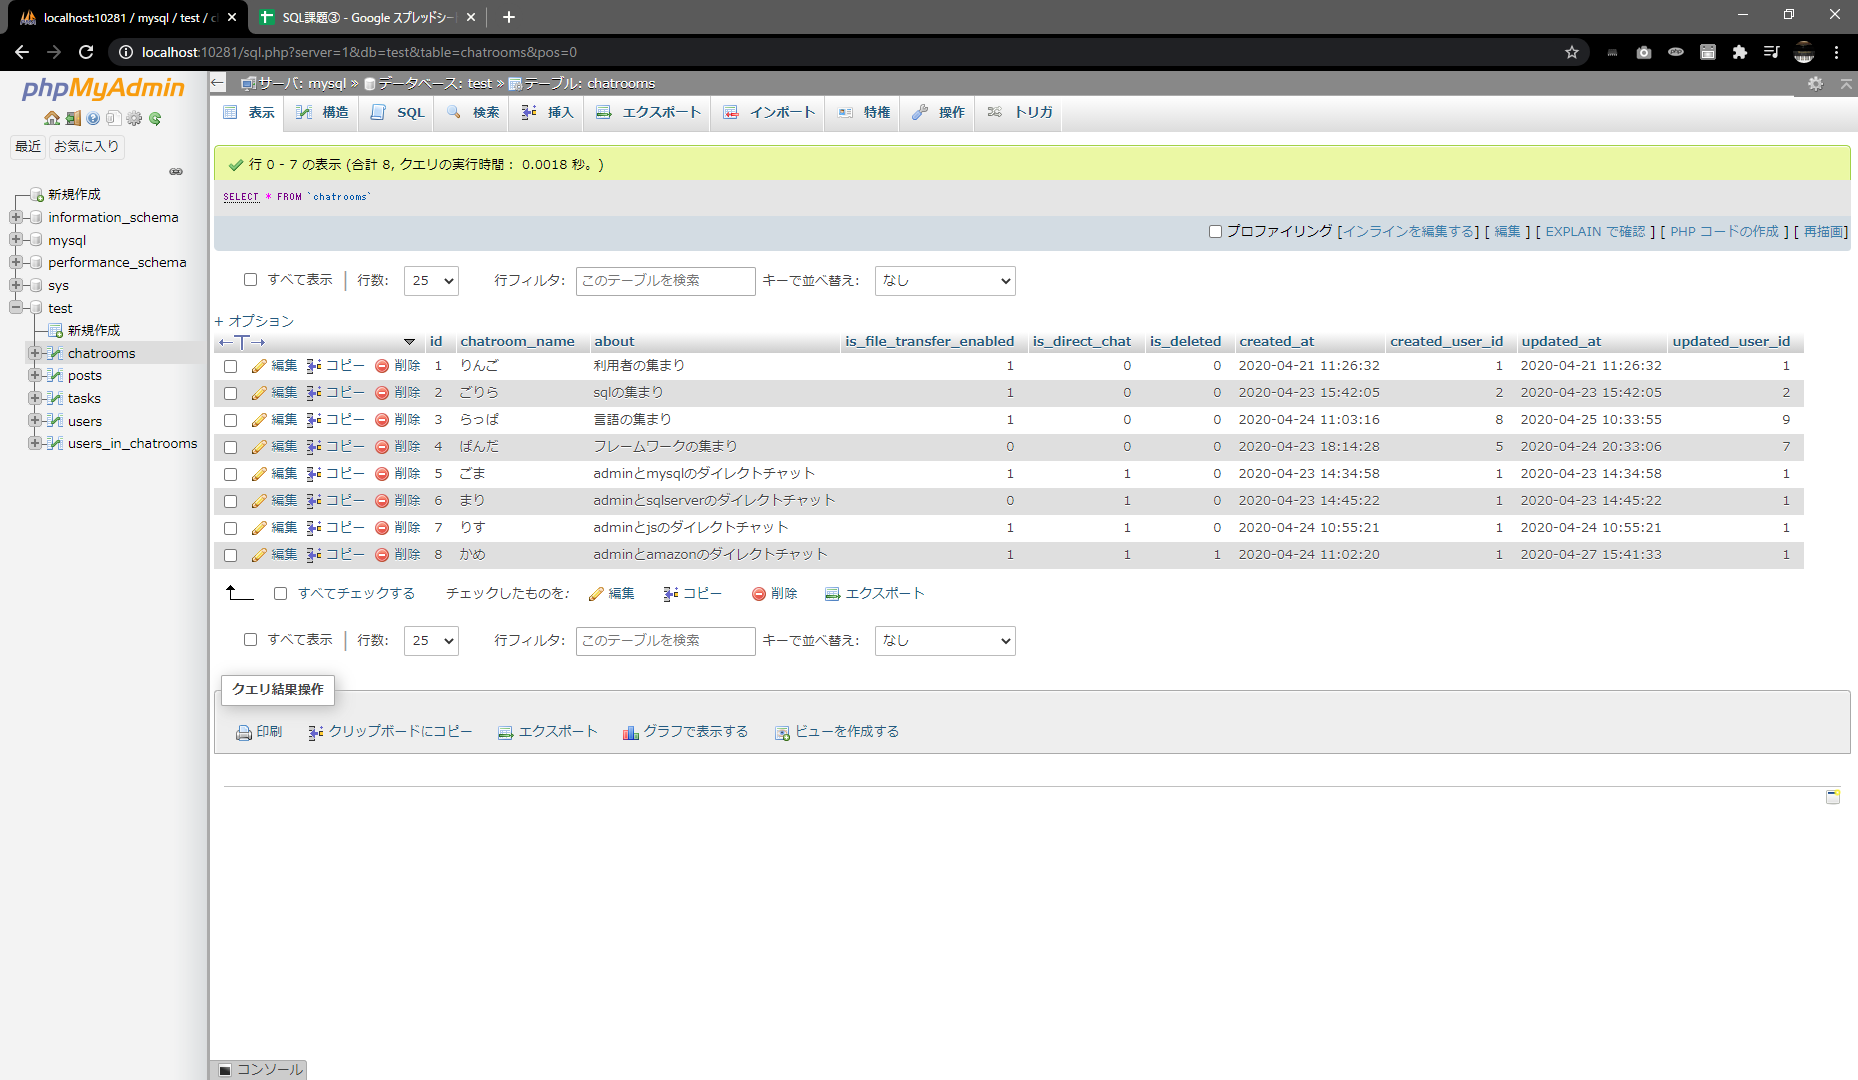 localhost:10281 / mysql / test / c
SQL課題③ - Google スプレッドシー
localhost:10281/sql.php?server=1&db=test&table=chatrooms&pos=0
phpMyAdmin
最近 お気に入り
新規作成
information_schema
mysql
performance_schema
sys
test
新規作成
chatrooms
posts
tasks
users
users_in_chatrooms
サーバ: mysql » データベース: test » テーブル: chatrooms
表示 構造 SQL 検索 挿入 エクスポート インポート 特権 操作 トリガ
行 0 - 7 の表示 (合計 8, クエリの実行時間： 0.0018 秒。)
SELECT * FROM `chatrooms`
プロファイリング [インラインを編集する] [ 編集 ] [ EXPLAIN で確認 ] [ PHP コードの作成 ] [ 再描画]
すべて表示 | 行数: 25 行フィルタ: このテーブルを検索 キーで並べ替え: なし
+ オプション
←T→ id chatroom_name about is_file_transfer_enabled is_direct_chat is_deleted created_at created_user_id updated_at updated_user_id
編集 コピー 削除 1 りんご 利用者の集まり 1 0 0 2020-04-21 11:26:32 1 2020-04-21 11:26:32 1
編集 コピー 削除 2 ごりら sqlの集まり 1 0 0 2020-04-23 15:42:05 2 2020-04-23 15:42:05 2
編集 コピー 削除 3 らっぱ 言語の集まり 1 0 0 2020-04-24 11:03:16 8 2020-04-25 10:33:55 9
編集 コピー 削除 4 ぱんだ フレームワークの集まり 0 0 0 2020-04-23 18:14:28 5 2020-04-24 20:33:06 7
編集 コピー 削除 5 ごま adminとmysqlのダイレクトチャット 1 1 0 2020-04-23 14:34:58 1 2020-04-23 14:34:58 1
編集 コピー 削除 6 まり adminとsqlserverのダイレクトチャット 0 1 0 2020-04-23 14:45:22 1 2020-04-23 14:45:22 1
編集 コピー 削除 7 りす adminとjsのダイレクトチャット 1 1 0 2020-04-24 10:55:21 1 2020-04-24 10:55:21 1
編集 コピー 削除 8 かめ adminとamazonのダイレクトチャット 1 1 1 2020-04-24 11:02:20 1 2020-04-27 15:41:33 1
すべてチェックする チェックしたものを: 編集 コピー 削除 エクスポート
すべて表示 | 行数: 25 行フィルタ: このテーブルを検索 キーで並べ替え: なし
クエリ結果操作
印刷 クリップボードにコピー エクスポート グラフで表示する ビューを作成する
コンソール